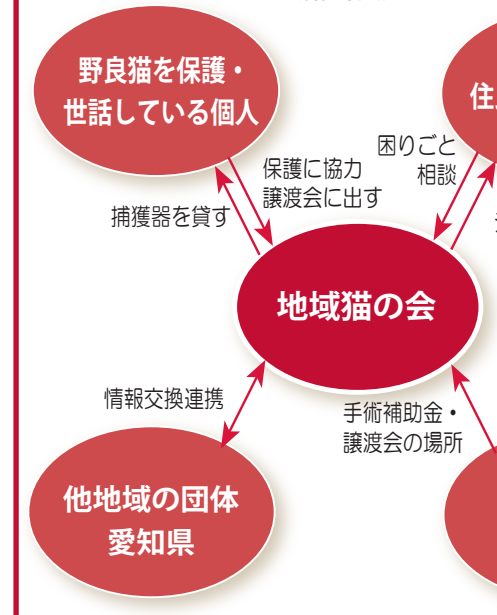 野良猫を保護・
世話している個人
住
困りごと
相談
保護に協力
譲渡会に出す
捕獲器を貸す
地域猫の会
情報交換連携
手術補助金・
譲渡会の場所
他地域の団体
愛知県